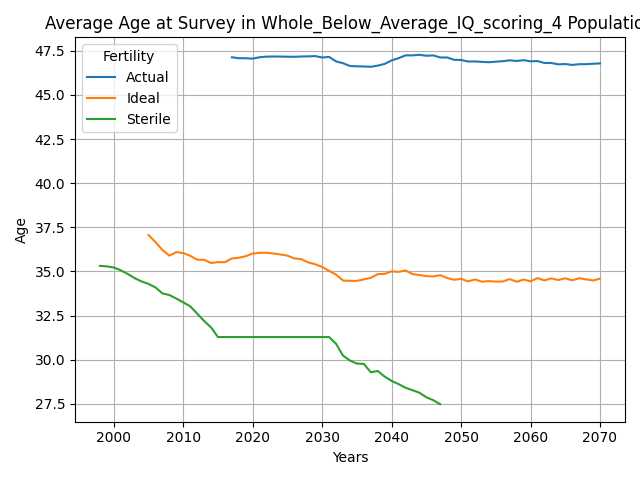 Average Age at Survey in Whole_Below_Average_IQ_scoring_4 Populatio
Fertility
Actual
Ideal
Sterile
47.5
45.0
42.5
40.0
37.5
35.0
32.5
30.0
27.5
Age
2000 2010 2020 2030 2040 2050 2060 2070
Years